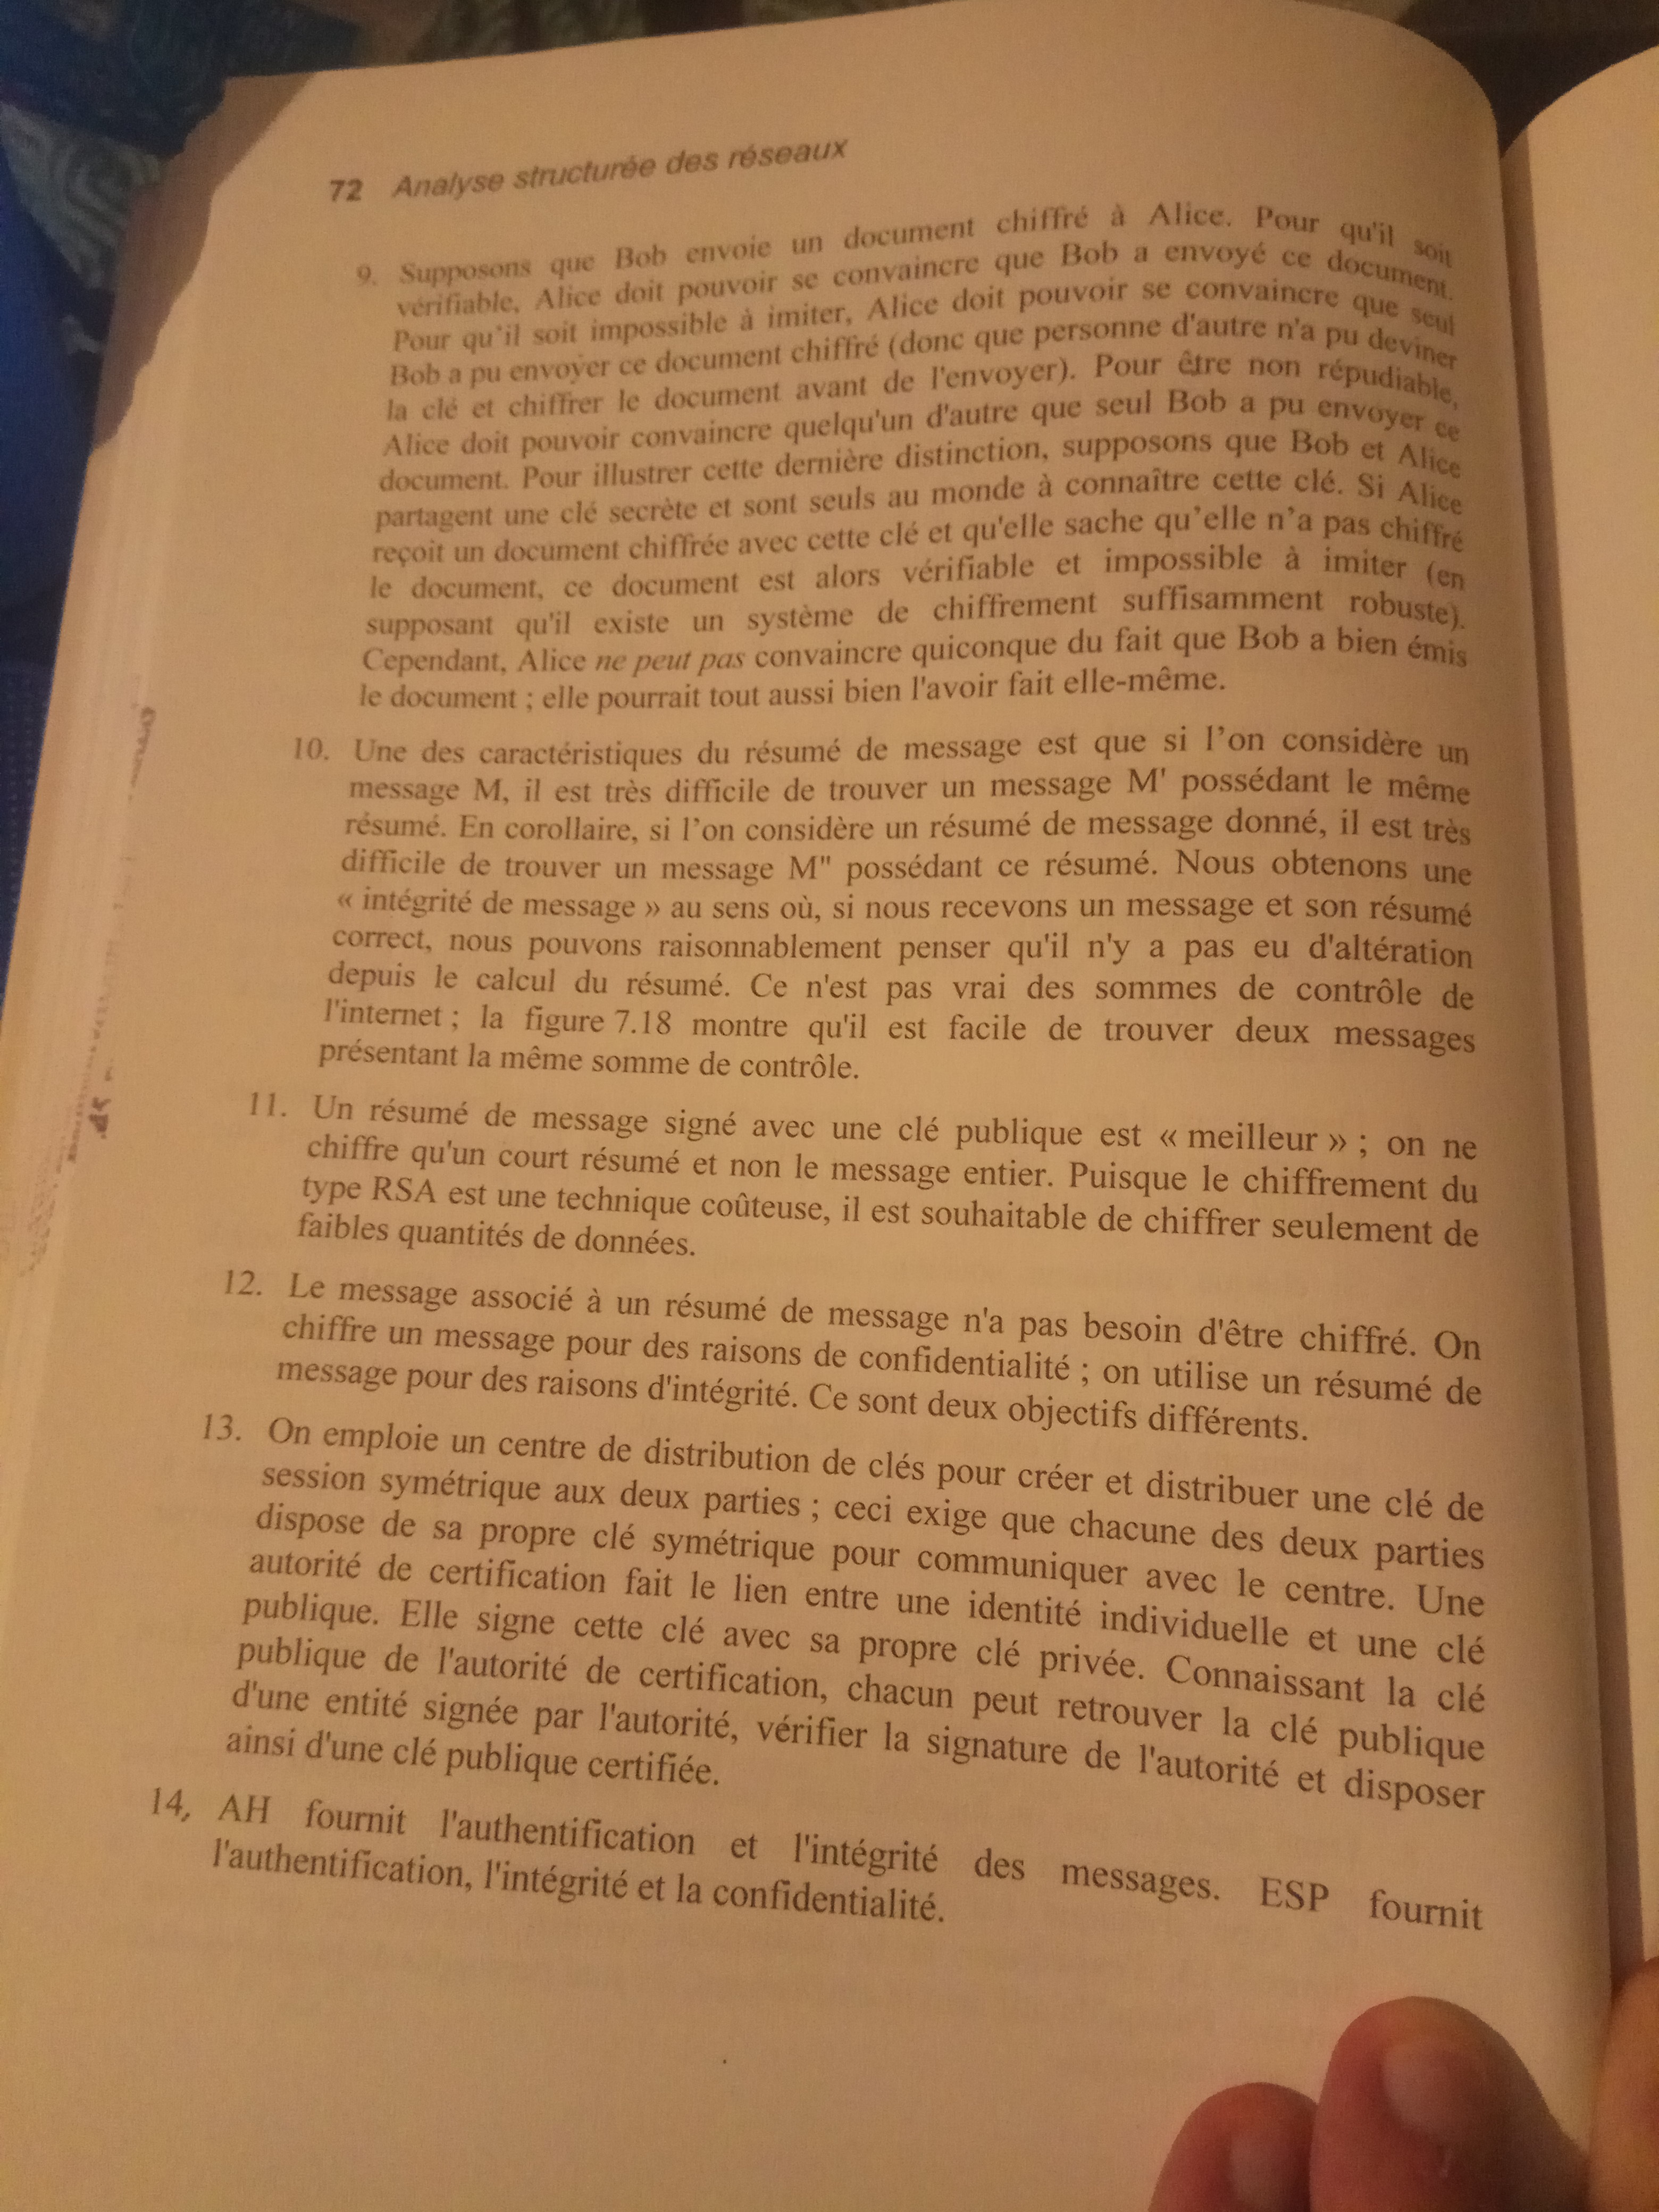 72 Analyse structurée des réseaux
9. Supposons que Bob envoie un document chiffré à Alice. Pour qu'il soit
vérifiable, Alice doit pouvoir se convaincre que Bob a envoyé ce document.
Pour qu'il soit impossible à imiter, Alice doit pouvoir se convaincre que seul
Bob a pu envoyer ce document chiffré (donc que personne d'autre n'a pu deviner
la clé et chiffrer le document avant de l'envoyer). Pour être non répudiable,
Alice doit pouvoir convaincre quelqu'un d'autre que seul Bob a pu envoyer ce
document. Pour illustrer cette dernière distinction, supposons que Bob et Alice
partagent une clé secrète et sont seuls au monde à connaître cette clé. Si Alice
reçoit un document chiffrée avec cette clé et qu'elle sache qu'elle n'a pas chiffré
le document, ce document est alors vérifiable et impossible à imiter (en
supposant qu'il existe un système de chiffrement suffisamment robuste).
Cependant, Alice ne peut pas convaincre quiconque du fait que Bob a bien émis
le document ; elle pourrait tout aussi bien l'avoir fait elle-même.
10. Une des caractéristiques du résumé de message est que si l'on considère un
message M, il est très difficile de trouver un message M' possédant le même
résumé. En corollaire, si l'on considère un résumé de message donné, il est très
difficile de trouver un message M" possédant ce résumé. Nous obtenons une
« intégrité de message » au sens où, si nous recevons un message et son résumé
correct, nous pouvons raisonnablement penser qu'il n'y a pas eu d'altération
depuis le calcul du résumé. Ce n'est pas vrai des sommes de contrôle de
l'internet ; la figure 7.18 montre qu'il est facile de trouver deux messages
présentant la même somme de contrôle.
11. Un résumé de message signé avec une clé publique est « meilleur » ; on ne
chiffre qu'un court résumé et non le message entier. Puisque le chiffrement du
type RSA est une technique coûteuse, il est souhaitable de chiffrer seulement de
faibles quantités de données.
12. Le message associé à un résumé de message n'a pas besoin d'être chiffré. On
chiffre un message pour des raisons de confidentialité ; on utilise un résumé de
message pour des raisons d'intégrité. Ce sont deux objectifs différents.
13. On emploie un centre de distribution de clés pour créer et distribuer une clé de
session symétrique aux deux parties ; ceci exige que chacune des deux parties
dispose de sa propre clé symétrique pour communiquer avec le centre. Une
autorité de certification fait le lien entre une identité individuelle et une clé
publique. Elle signe cette clé avec sa propre clé privée. Connaissant la clé
publique de l'autorité de certification, chacun peut retrouver la clé publique
d'une entité signée par l'autorité, vérifier la signature de l'autorité et disposer
ainsi d'une clé publique certifiée.
14, AH fournit l'authentification et l'intégrité des messages. ESP fournit
l'authentification, l'intégrité et la confidentialité.